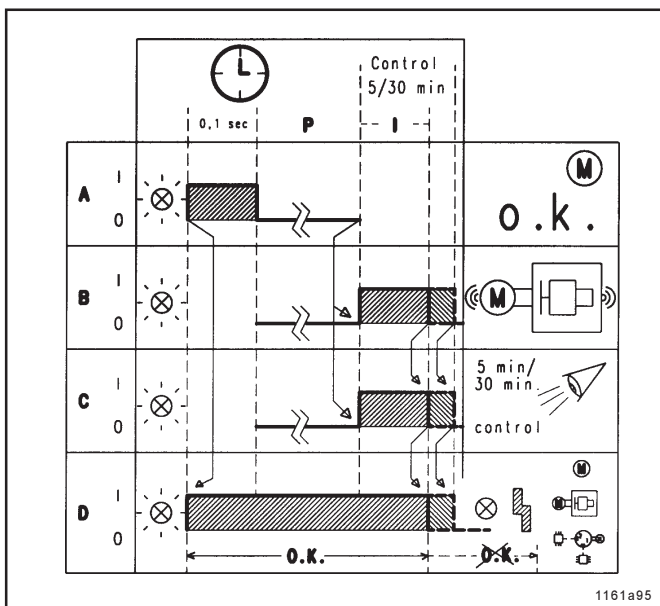 Control
5/30 min
0,1 sec P I
A I M
0 o.k.
B I M
0
C I 5 min/
30 min.
0 control
D I M
M
0
O.K. O.K.
1161a95